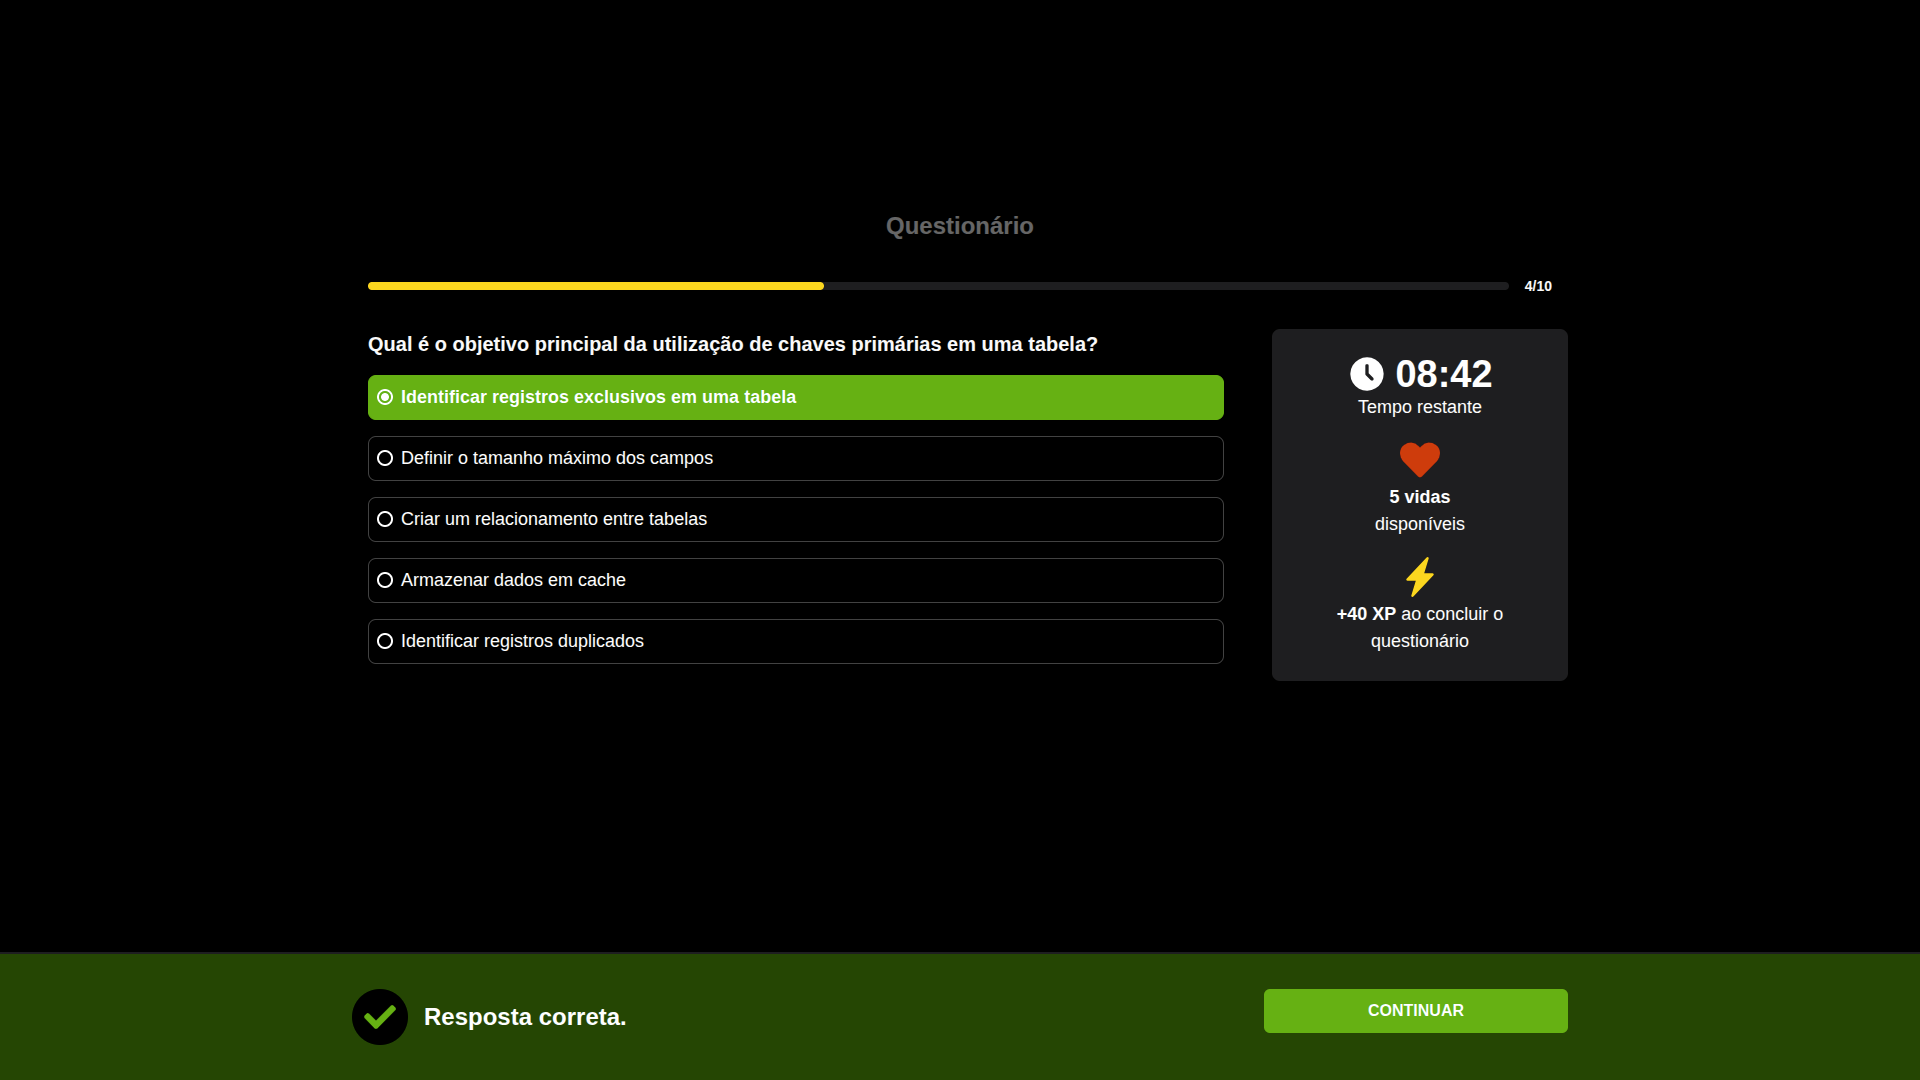 Questionário
4/10
Qual é o objetivo principal da utilização de chaves primárias em uma tabela?
Identificar registros exclusivos em uma tabela
Definir o tamanho máximo dos campos
Criar um relacionamento entre tabelas
Armazenar dados em cache
Identificar registros duplicados
08:42
Tempo restante
5 vidas
disponíveis
+40 XP ao concluir o
questionário
Resposta correta.
CONTINUAR